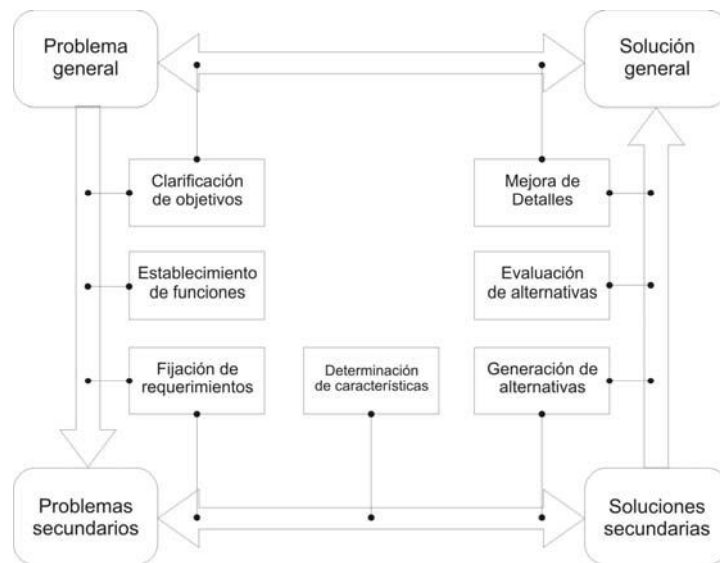 Problema
general
Solución
general
Clarificación
de objetivos
Mejora de
Detalles
Establecimiento
de funciones
Evaluación
de alternativas
Fijación de
requerimientos
Determinación
de características
Generación de
alternativas
Problemas
secundarios
Soluciones
secundarias